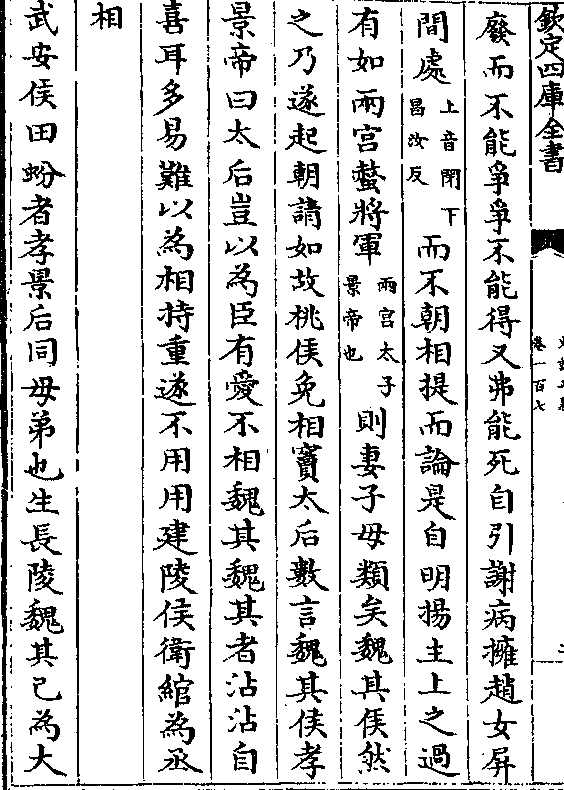 欽定四庫全書
卷一百七
廢而不能爭爭不能得又弗能死自引謝病擁趙女屏
間處上音閑下昌汝反而不朝相提而論是自明揚主上之過
有如兩宮螫將軍兩宮太子景帝也則妻子毋類矣魏其侯然
之乃遂起朝請如故桃侯免相竇太后數言魏其侯孝
景帝曰太后豈以為臣有愛不相魏其魏其者沾沾自
喜耳多易難以為相持重遂不用用建陵侯衛綰為丞
相
武安侯田蚡者孝景后同母弟也生長陵魏其已為大